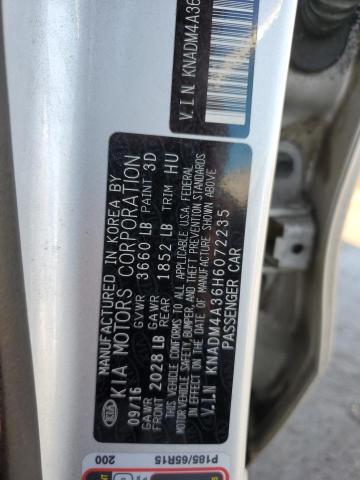 V.I.N KNADM4A36
MANUFACTURED IN KOREA BY
KIA MOTORS CORPORATION
KIA
09/16 GVWR 3660 LB PAINT 3D
GAWR 2028 LB GAWR REAR 1852 LB TRIM HU
THIS VEHICLE CONFORMS TO ALL APPLICABLE U.S.A. FEDERAL
MOTOR VEHICLE SAFETY, BUMPER, AND THEFT PREVENTION STANDARDS
IN EFFECT ON THE DATE OF MANUFACTURE SHOWN ABOVE
V.I.N KNADM4A36H6072235
PASSENGER CAR
200 P185/65R15